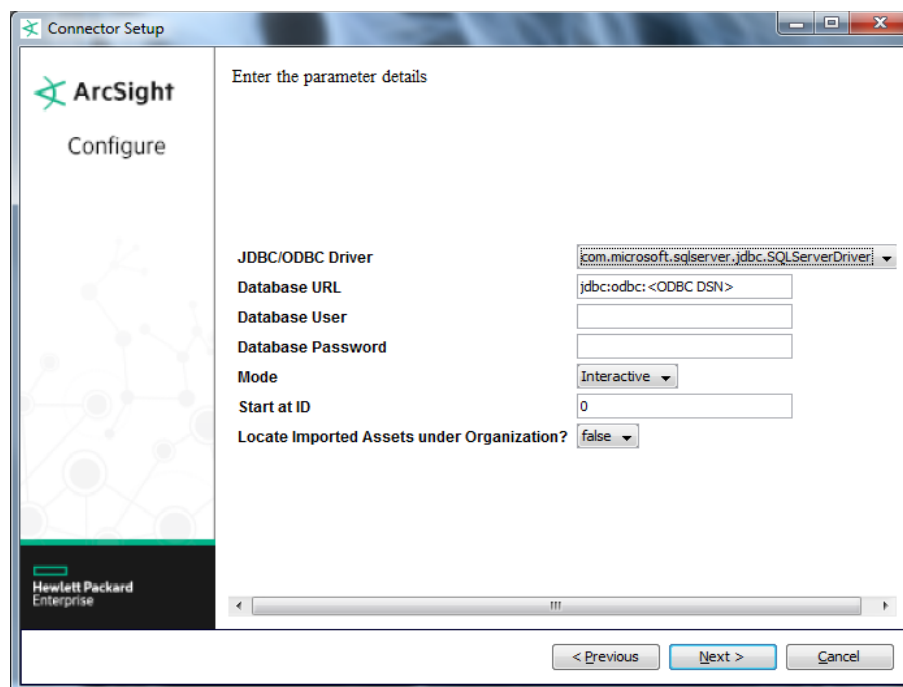 Connector Setup
ArcSight
Configure
Enter the parameter details
JDBC/ODBC Driver com.microsoft.sqlserver.jdbc.SQLServerDriver
Database URL jdbc:odbc:<ODBC DSN>
Database User
Database Password
Mode Interactive
Start at ID 0
Locate Imported Assets under Organization? false
Hewlett Packard
Enterprise
< Previous Next > Cancel